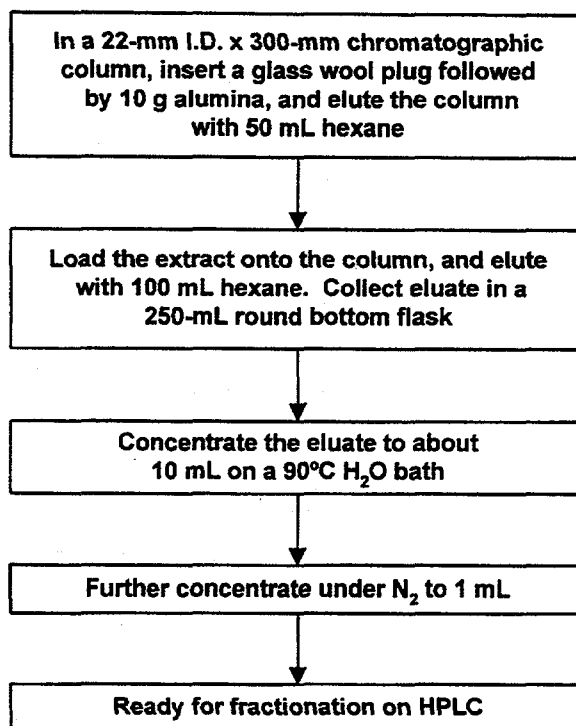 In a 22-mm I.D. x 300-mm chromatographic
column, insert a glass wool plug followed
by 10 g alumina, and elute the column
with 50 mL hexane
Load the extract onto the column, and elute
with 100 mL hexane. Collect eluate in a
250-mL round bottom flask
Concentrate the eluate to about
10 mL on a 90ºC H₂O bath
Further concentrate under N₂ to 1 mL
Ready for fractionation on HPLC